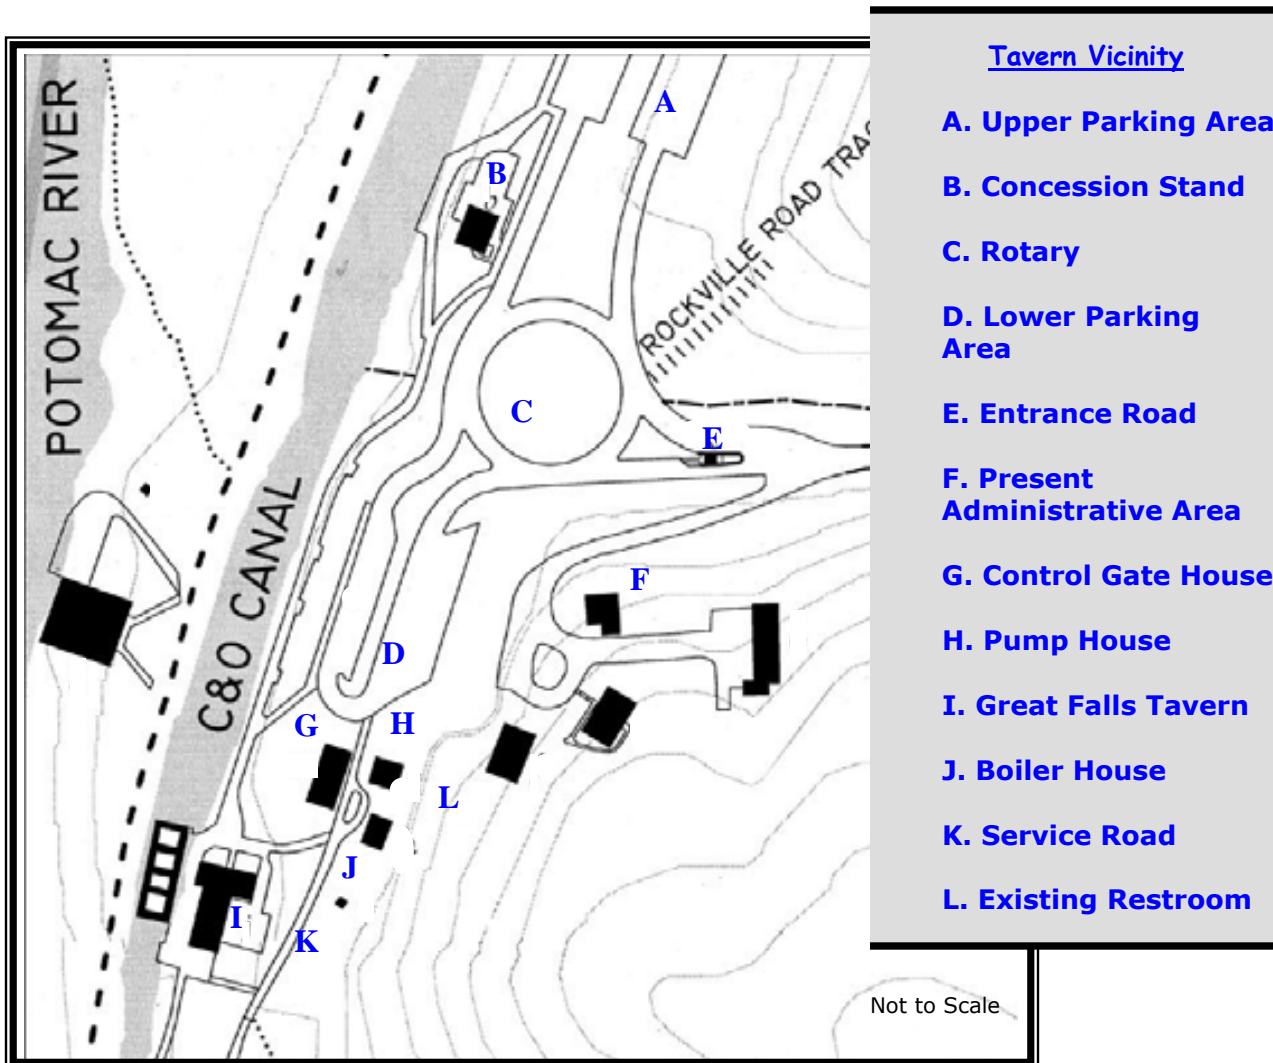 Tavern Vicinity
A. Upper Parking Area
B. Concession Stand
C. Rotary
D. Lower Parking
Area
E. Entrance Road
F. Present
Administrative Area
G. Control Gate House
H. Pump House
I. Great Falls Tavern
J. Boiler House
K. Service Road
L. Existing Restroom
POTOMAC RIVER
C&O CANAL
ROCKVILLE ROAD TRAC
A
B
C
E
F
D
G
H
L
J
I
K
Not to Scale